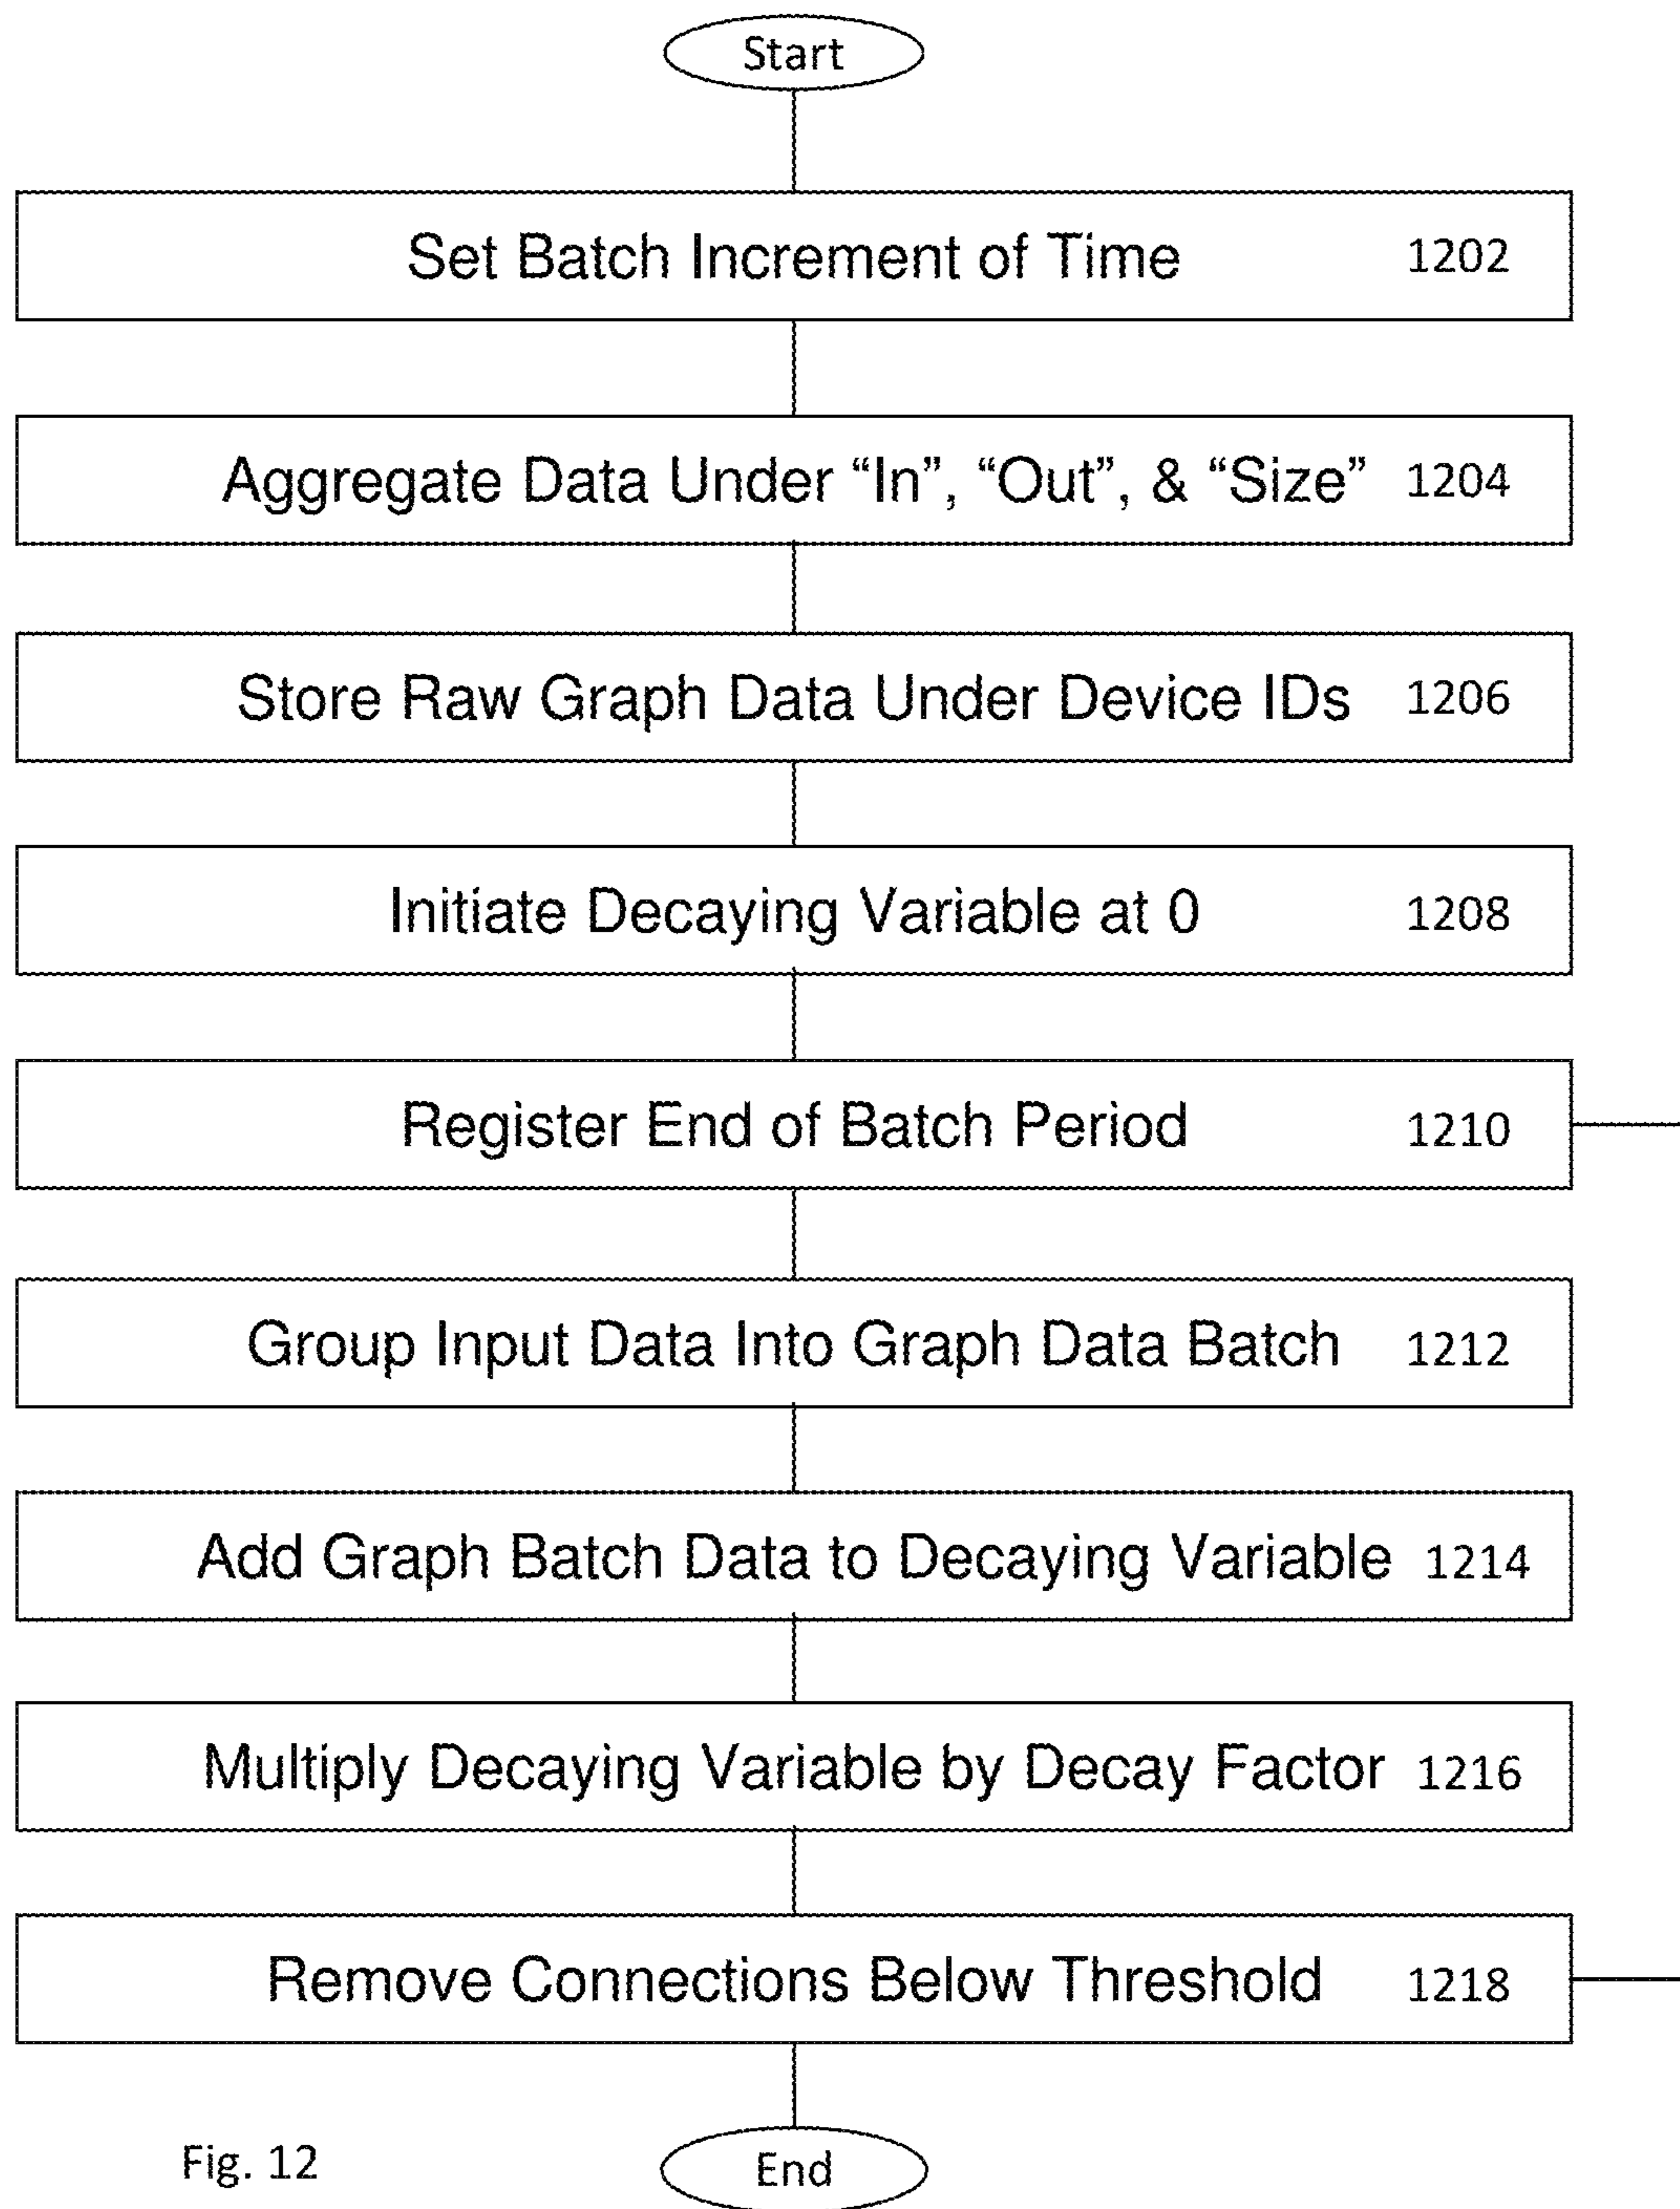 Start
Set Batch Increment of Time 1202
Aggregate Data Under “In”, “Out”, & “Size” 1204
Store Raw Graph Data Under Device IDs 1206
Initiate Decaying Variable at 0 1208
Register End of Batch Period 1210
Group Input Data Into Graph Data Batch 1212
Add Graph Batch Data to Decaying Variable 1214
Multiply Decaying Variable by Decay Factor 1216
Remove Connections Below Threshold 1218
Fig. 12
End